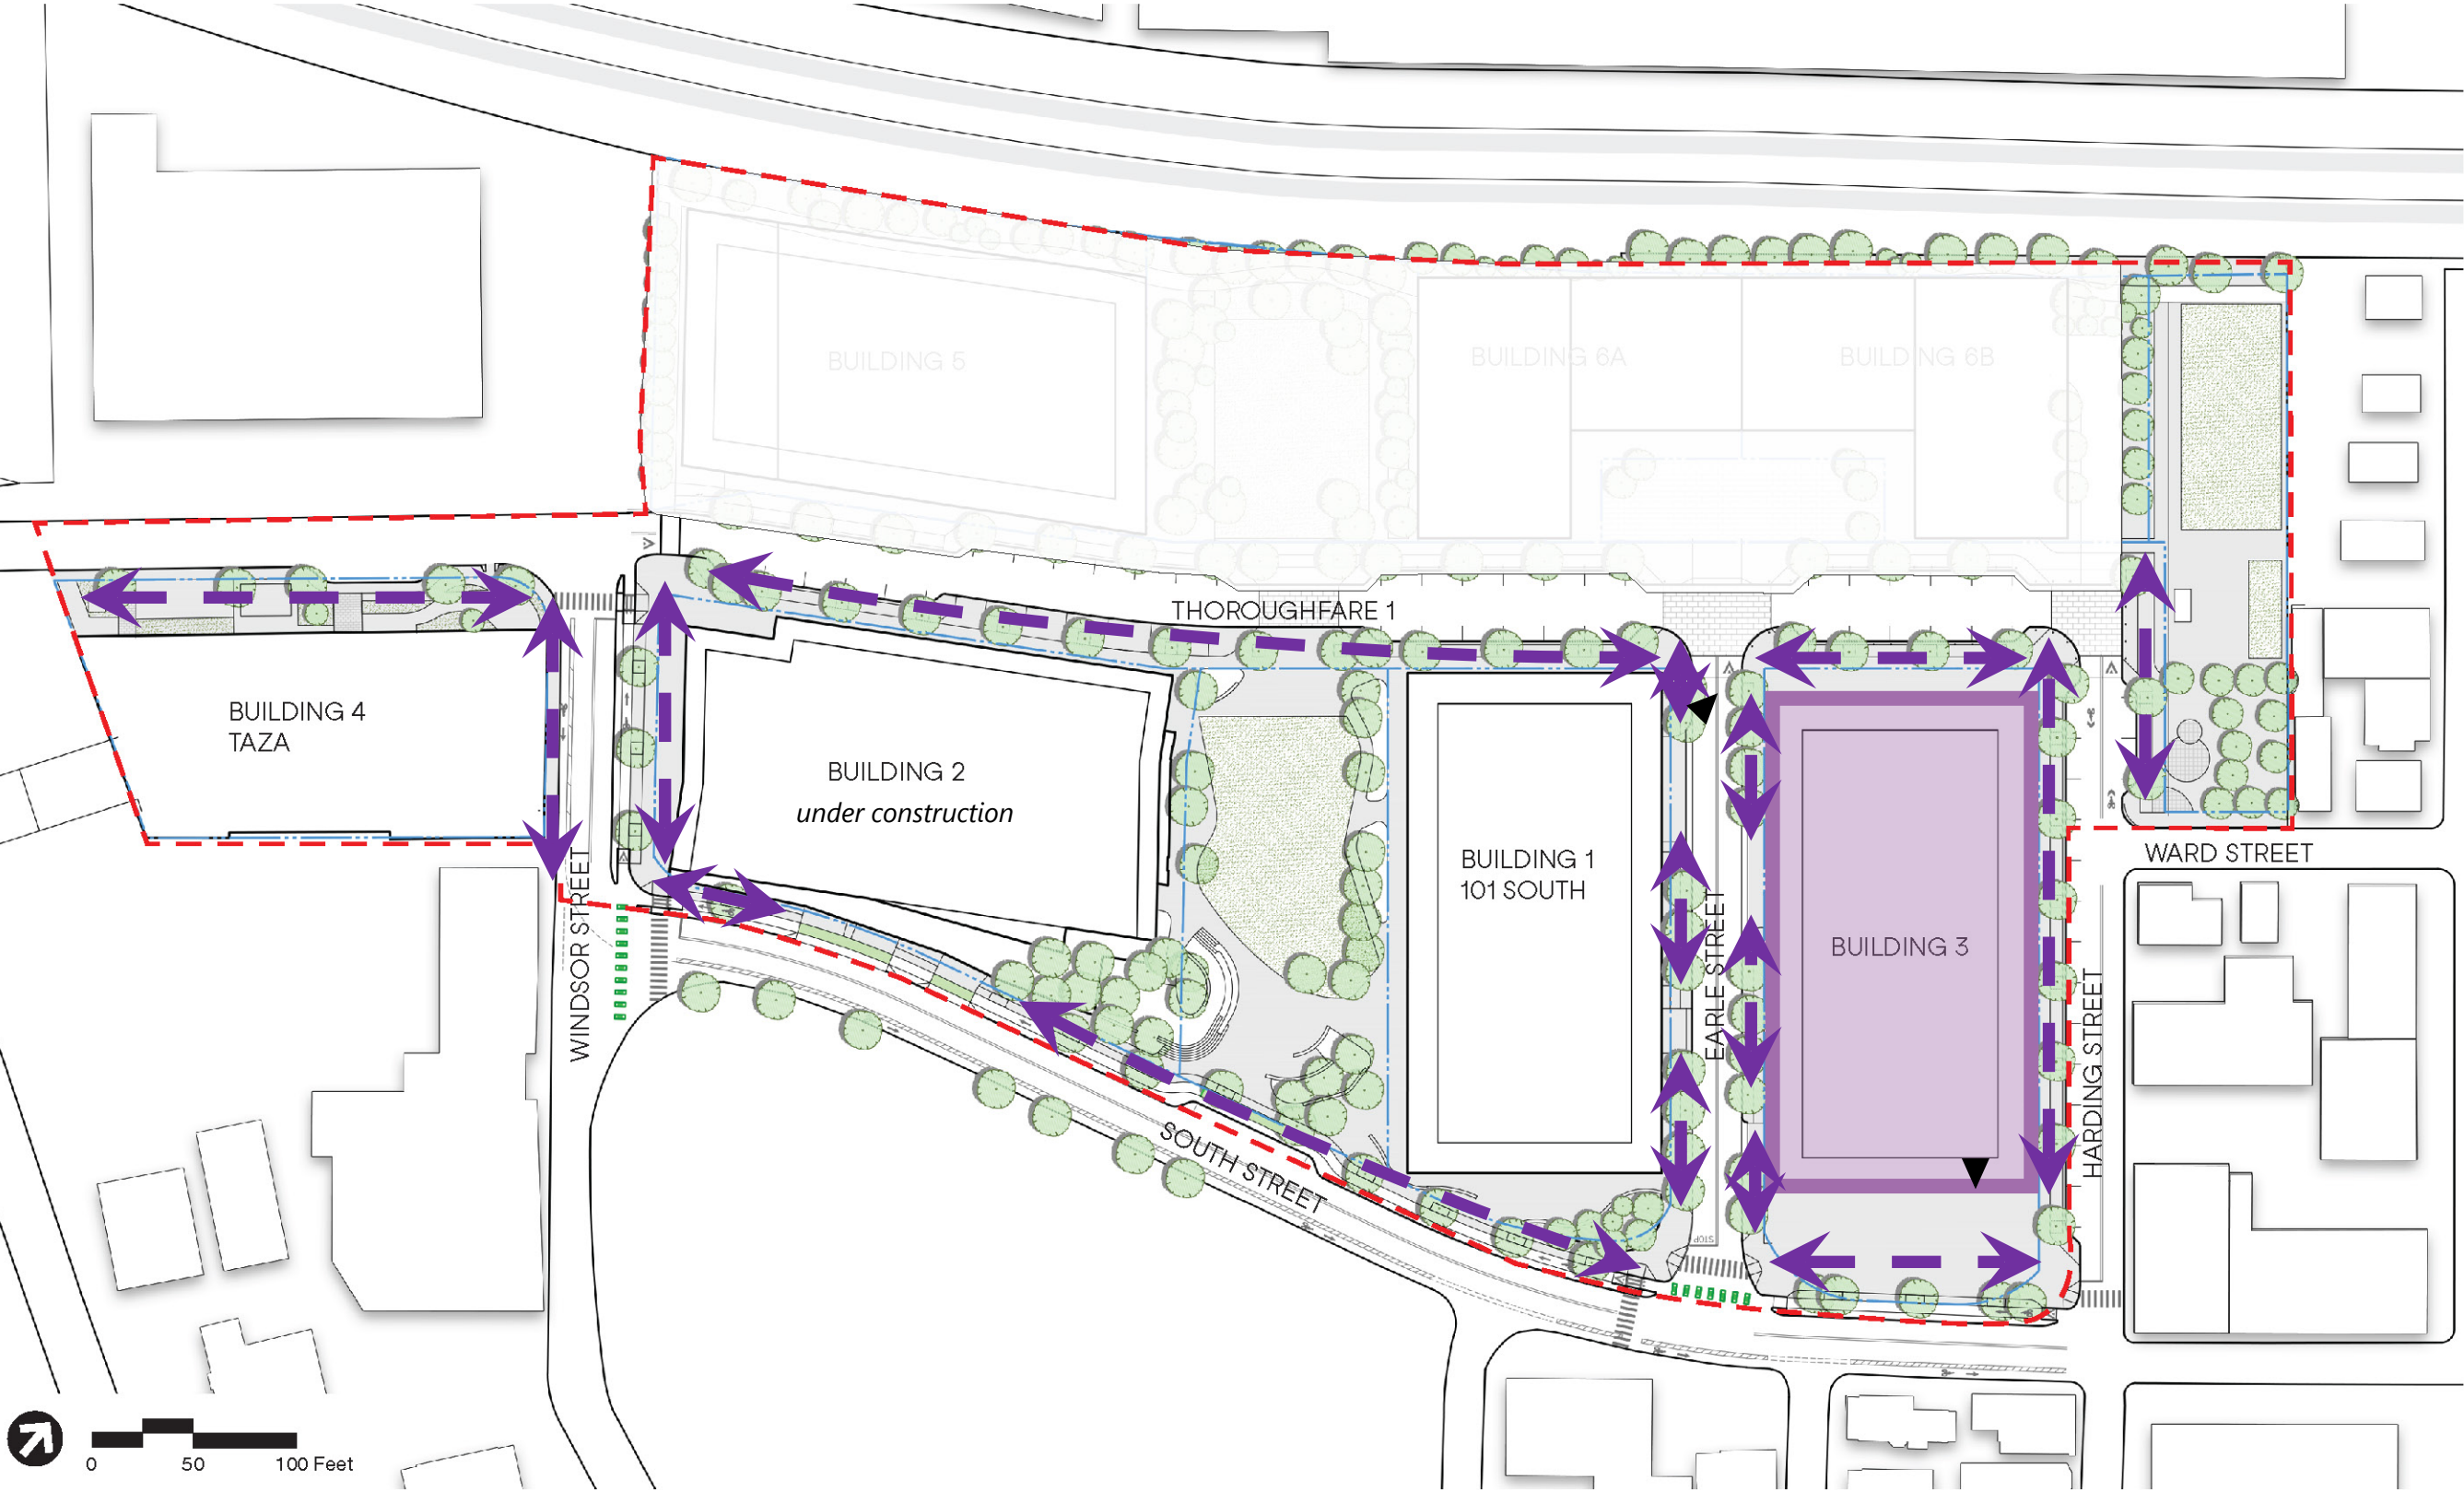 BUILDING 5
BUILDING 6A
BUILDING 6B
THOROUGHFARE 1
BUILDING 4
TAZA
BUILDING 2
under construction
BUILDING 1
101 SOUTH
BUILDING 3
WARD STREET
WINDSOR STREET
EARLE STREET
HARDING STREET
SOUTH STREET
STOP
0 50 100 Feet